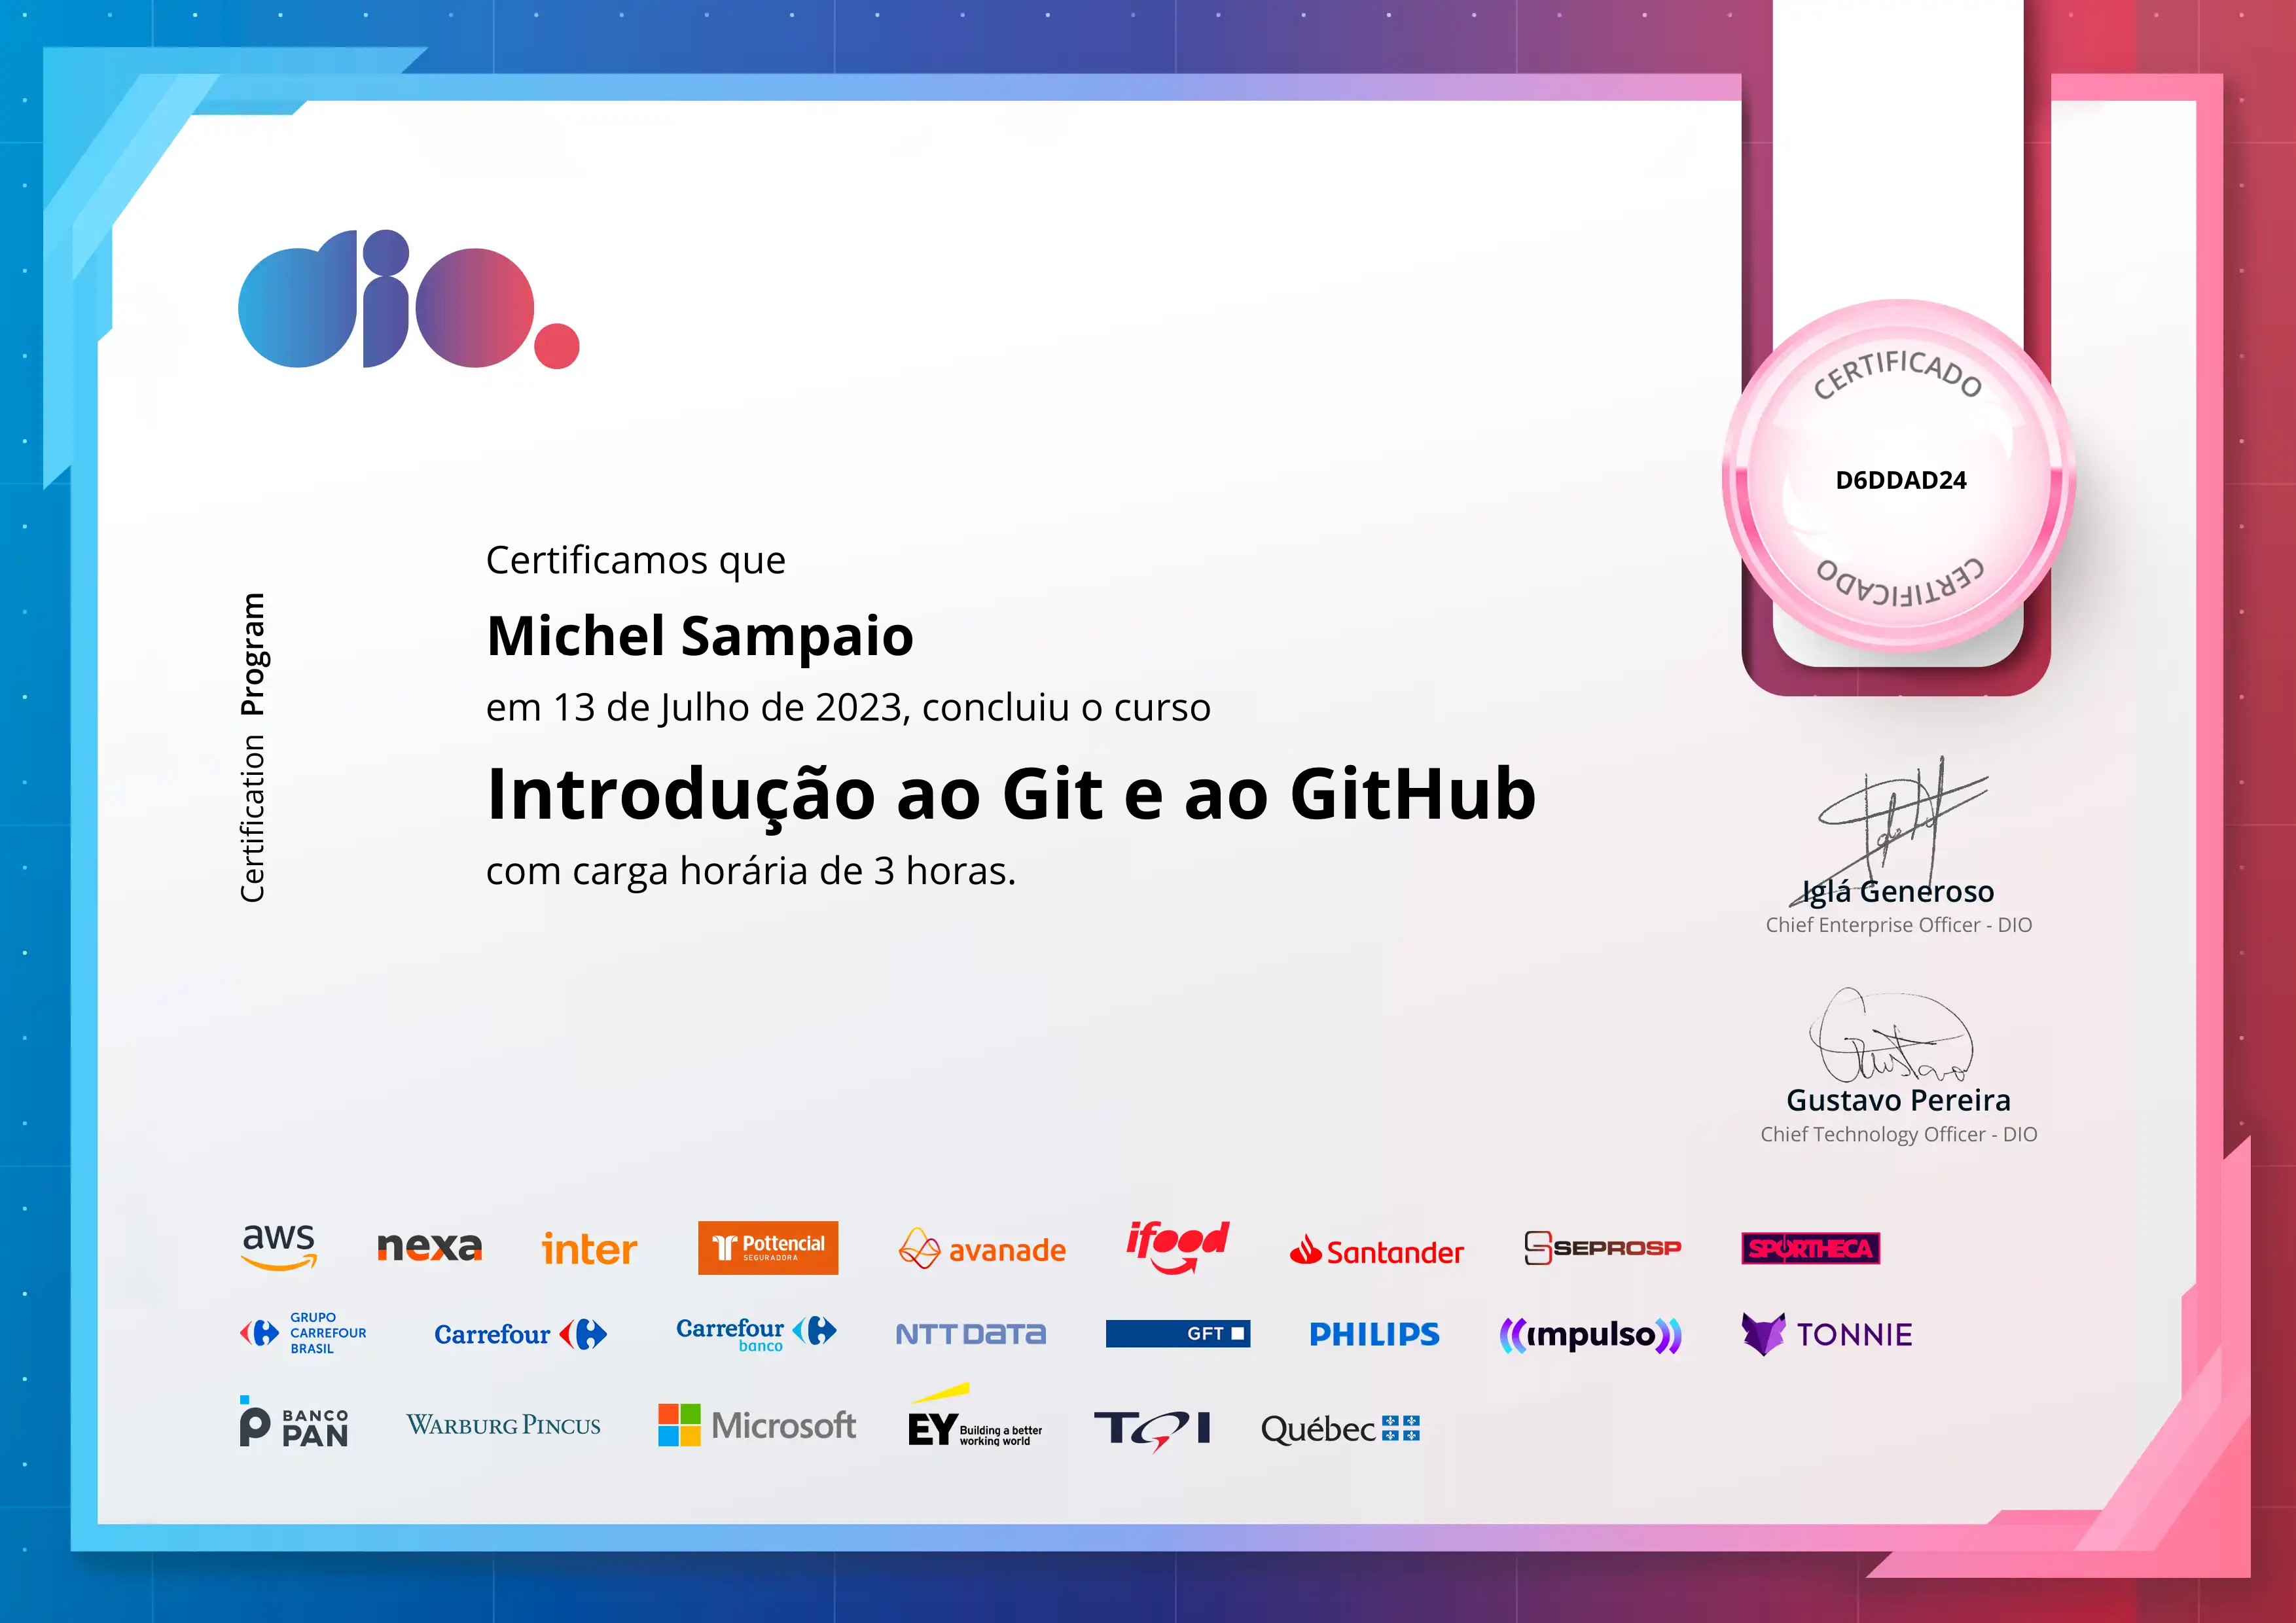 dio.
CERTIFICADO
D6DDAD24
CERTIFICADO
Certification Program
Certificamos que
Michel Sampaio
em 13 de Julho de 2023, concluiu o curso
Introdução ao Git e ao GitHub
com carga horária de 3 horas.
Iglá Generoso
Chief Enterprise Officer - DIO
Gustavo
Gustavo Pereira
Chief Technology Officer - DIO
aws nexa inter Pottencial SEGURADORA avanade ifood Santander SEPROSP SPORTHECA
GRUPO CARREFOUR BRASIL Carrefour Carrefour banco NTT DATA GFT PHILIPS impulso TONNIE
BANCO PAN WARBURG PINCUS Microsoft EY Building a better working world TQI Québec